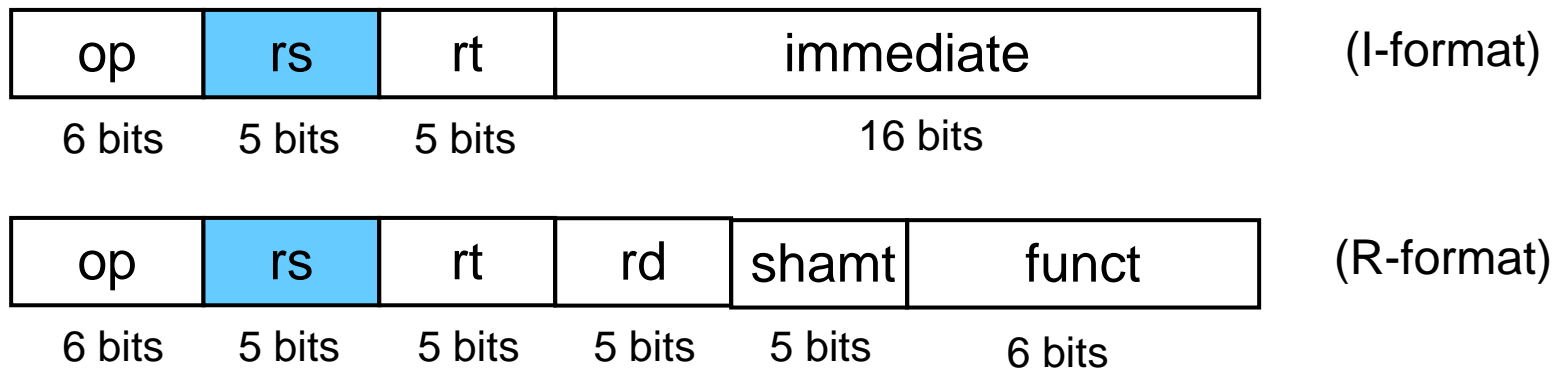 op rs rt immediate (I-format)
6 bits 5 bits 5 bits 16 bits
op rs rt rd shamt funct (R-format)
6 bits 5 bits 5 bits 5 bits 5 bits 6 bits